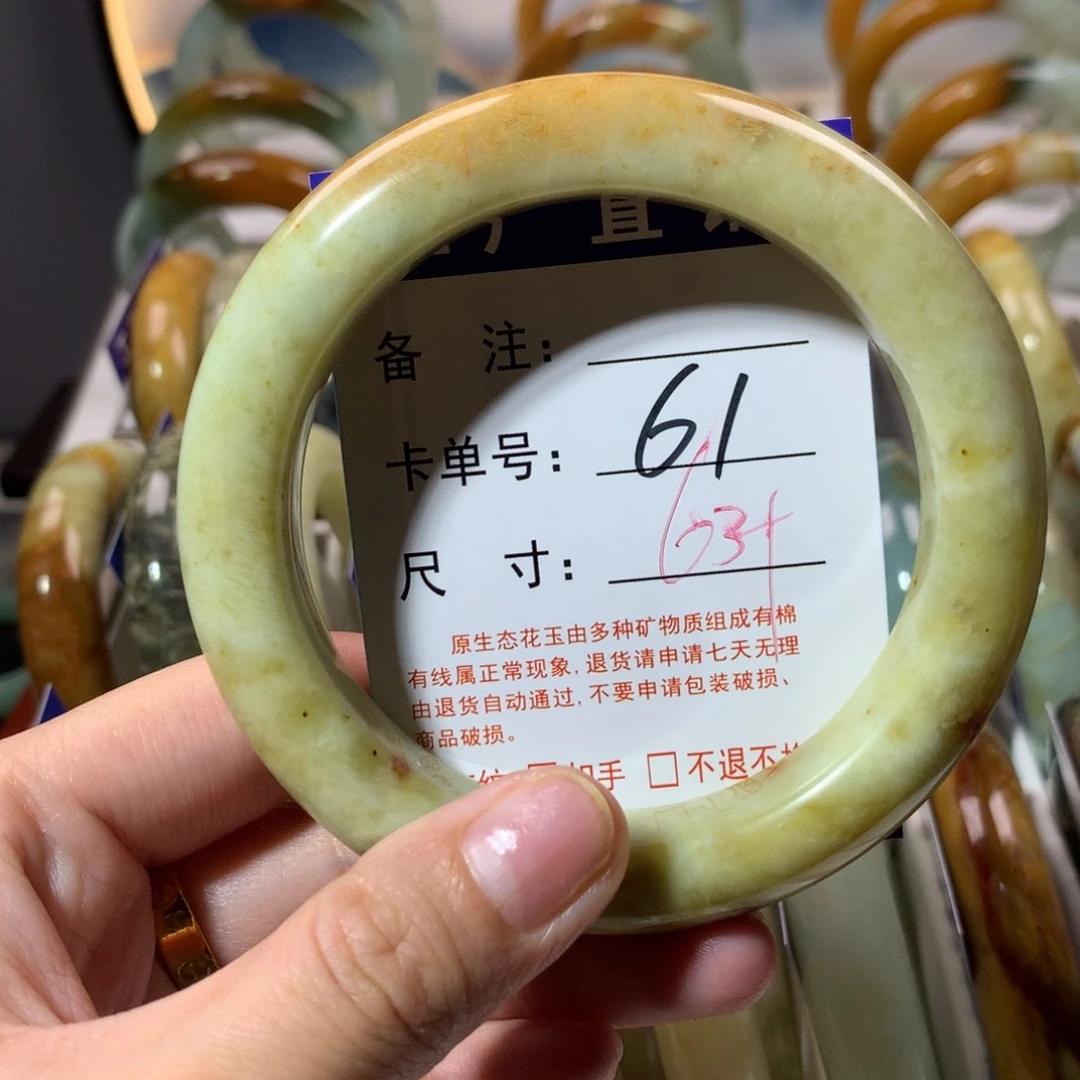 直
备 注：
卡单号： 61
尺 寸：
原生态花玉由多种矿物质组成有棉
有线属正常现象，退货请申请七天无理
由退货自动通过，不要申请包装破损、
商品破损。
扣手 □不退不